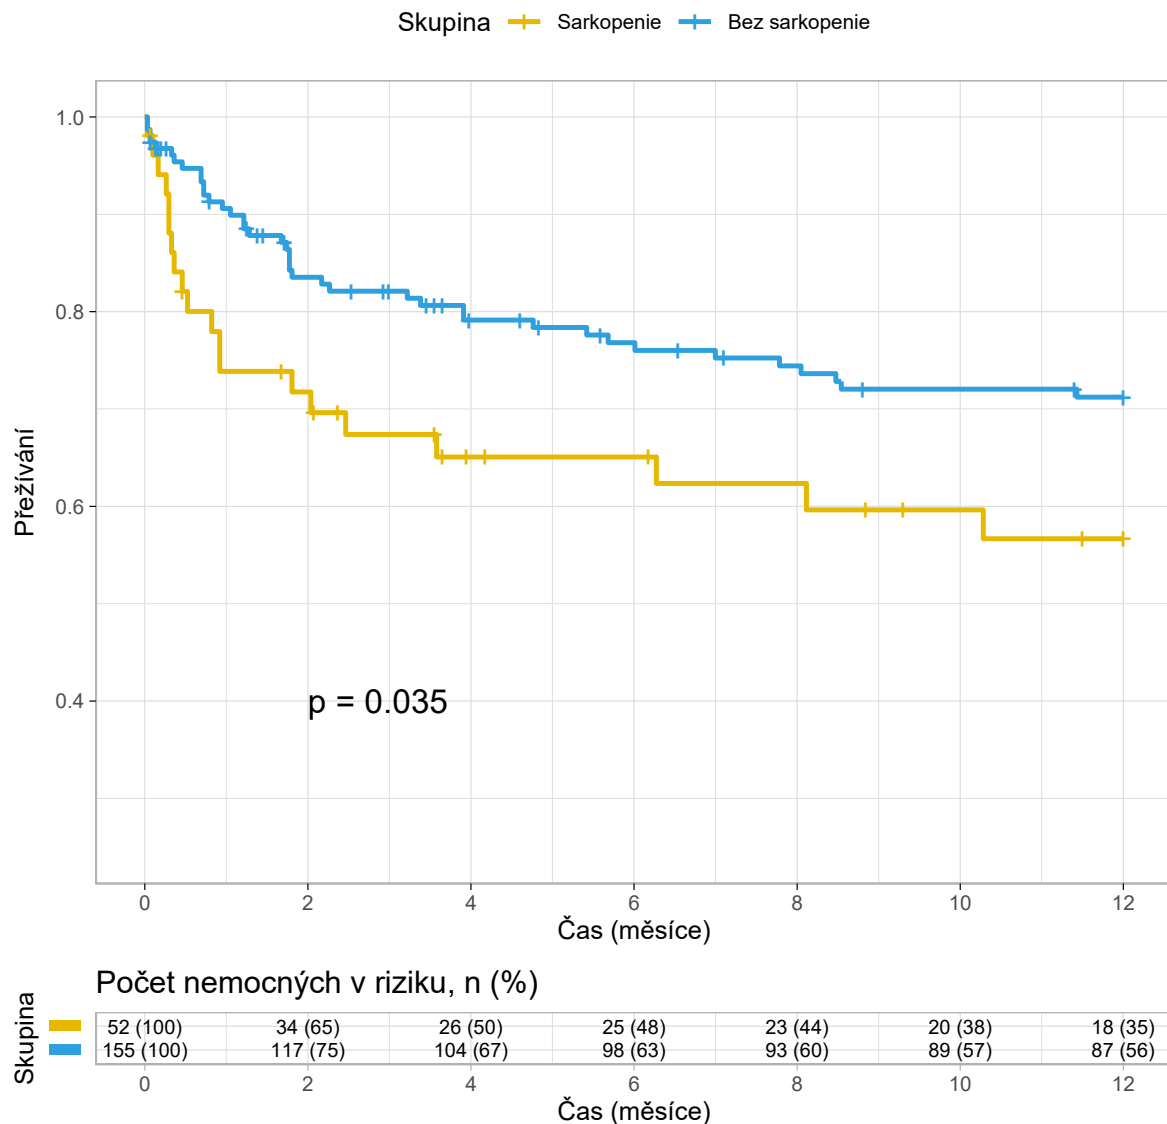 Skupina Sarkopenie Bez sarkopenie
1.0
0.8
0.6
0.4
Přežívání
p = 0.035
0 2 4 6 8 10 12
Čas (měsíce)
Počet nemocných v riziku, n (%)
Skupina
52 (100) 34 (65) 26 (50) 25 (48) 23 (44) 20 (38) 18 (35)
155 (100) 117 (75) 104 (67) 98 (63) 93 (60) 89 (57) 87 (56)
0 2 4 6 8 10 12
Čas (měsíce)